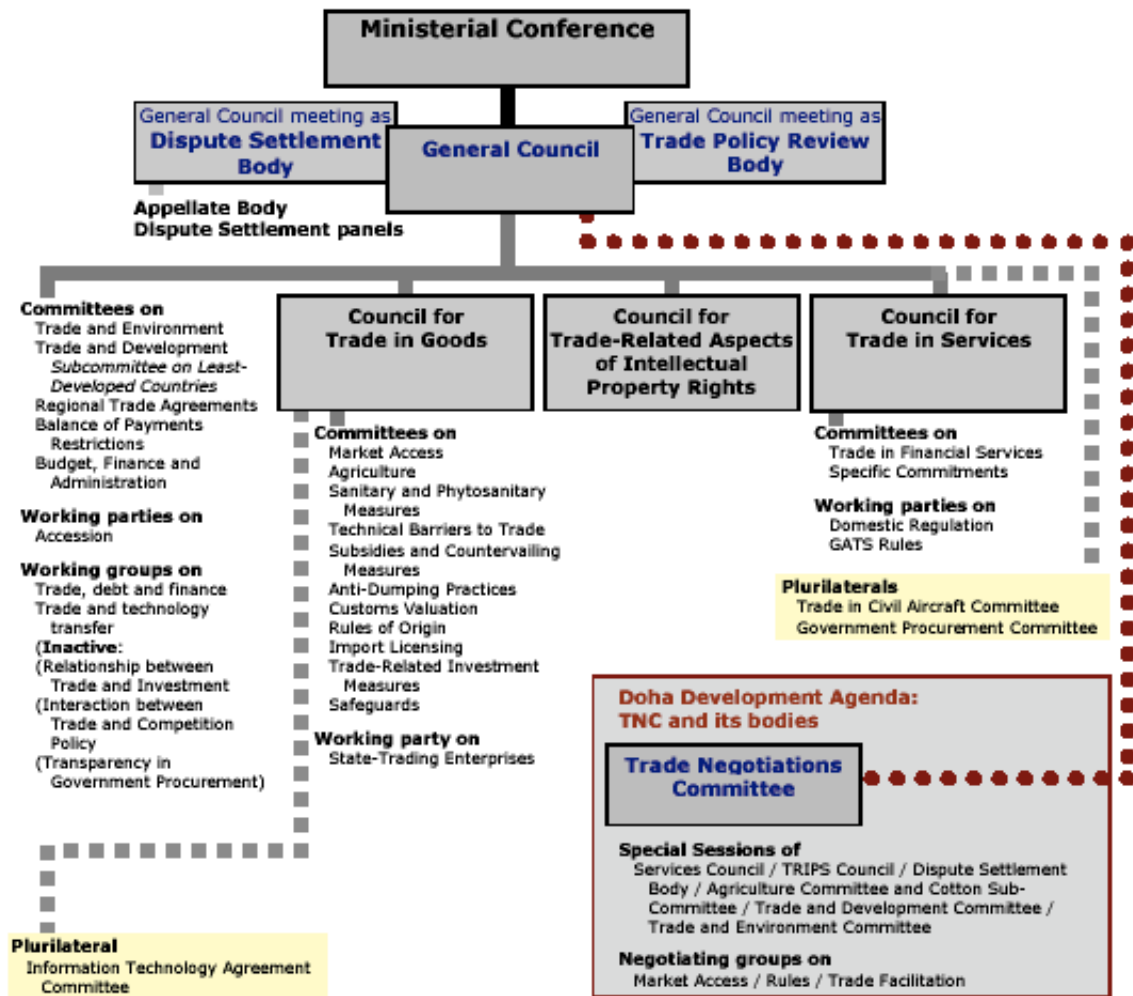 Ministerial Conference
General Council meeting as
Dispute Settlement
Body
General Council
General Council meeting as
Trade Policy Review
Body
Appellate Body
Dispute Settlement panels
Committees on
Trade and Environment
Trade and Development
Subcommittee on Least-
Developed Countries
Regional Trade Agreements
Balance of Payments
Restrictions
Budget, Finance and
Administration
Working parties on
Accession
Working groups on
Trade, debt and finance
Trade and technology
transfer
(Inactive:
(Relationship between
Trade and Investment
(Interaction between
Trade and Competition
Policy
(Transparency in
Government Procurement)
Plurilateral
Information Technology Agreement
Committee
Council for
Trade in Goods
Committees on
Market Access
Agriculture
Sanitary and Phytosanitary
Measures
Technical Barriers to Trade
Subsidies and Countervailing
Measures
Anti-Dumping Practices
Customs Valuation
Rules of Origin
Import Licensing
Trade-Related Investment
Measures
Safeguards
Working party on
State-Trading Enterprises
Council for
Trade-Related Aspects
of Intellectual
Property Rights
Council for
Trade in Services
Committees on
Trade in Financial Services
Specific Commitments
Working parties on
Domestic Regulation
GATS Rules
Plurilaterals
Trade in Civil Aircraft Committee
Government Procurement Committee
Doha Development Agenda:
TNC and its bodies
Trade Negotiations
Committee
Special Sessions of
Services Council / TRIPS Council / Dispute Settlement
Body / Agriculture Committee and Cotton Sub-
Committee / Trade and Development Committee /
Trade and Environment Committee
Negotiating groups on
Market Access / Rules / Trade Facilitation